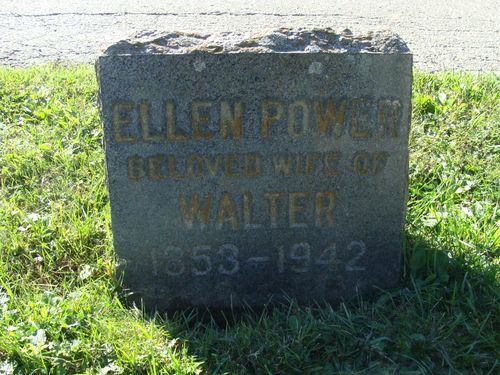 ELLEN POWER
BELOVED WIFE OF
WALTER
1853-1942